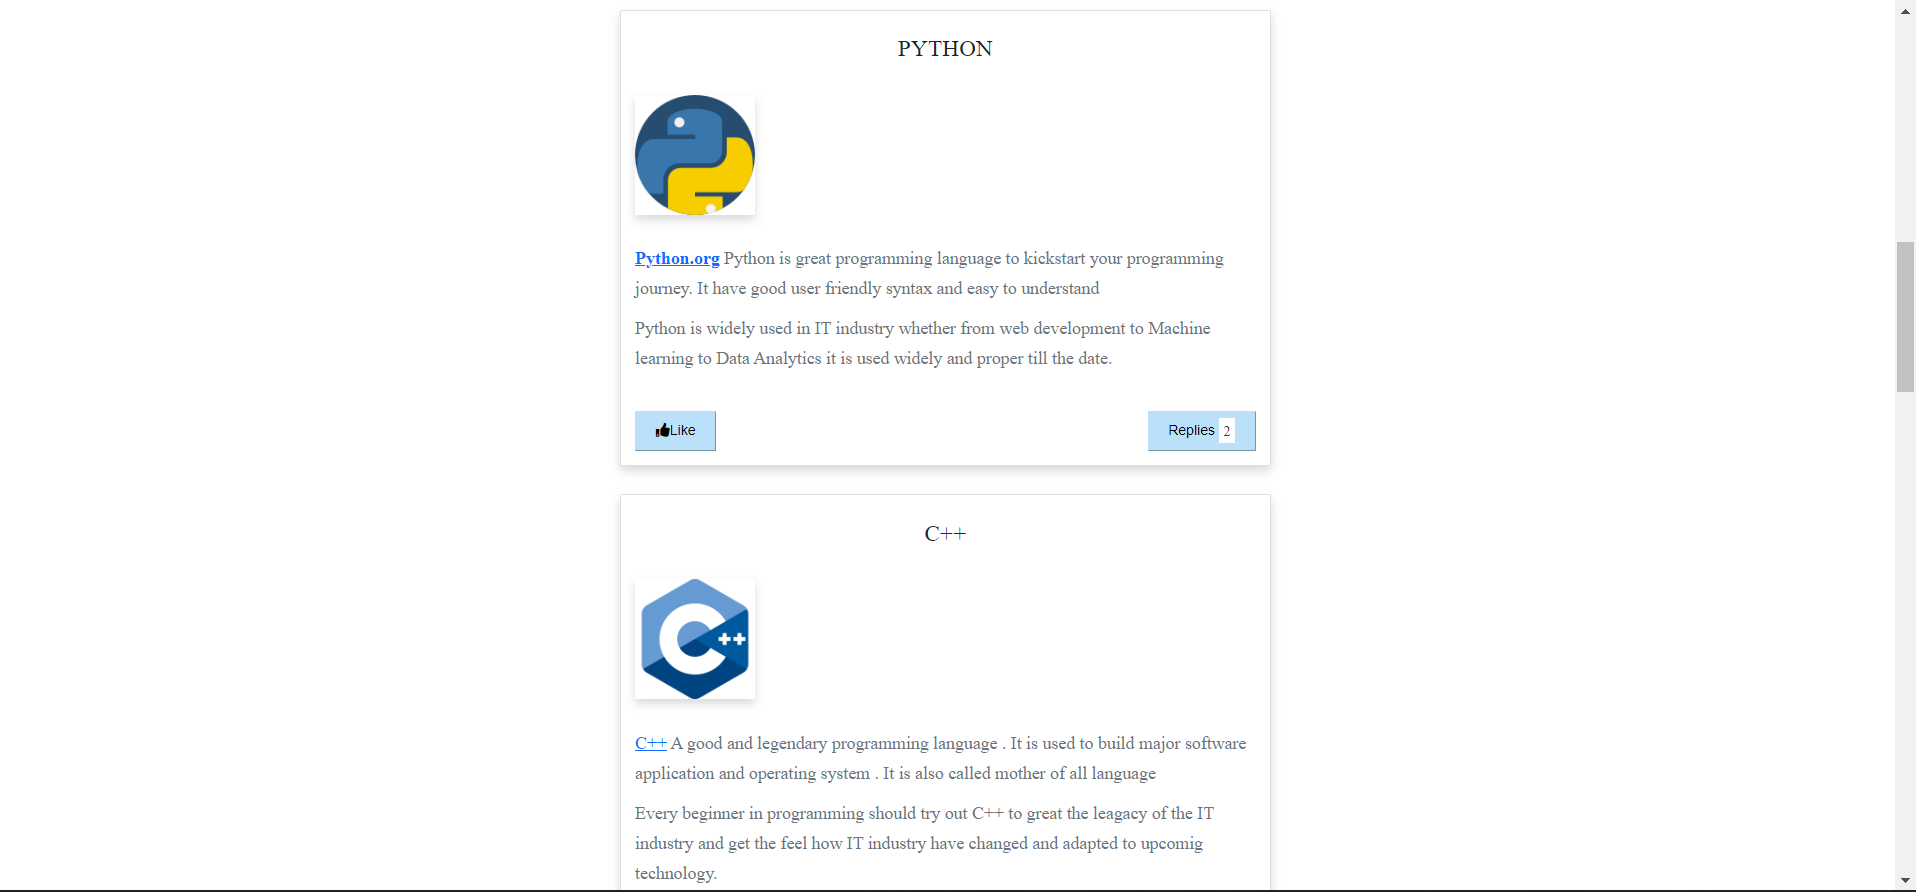 PYTHON
Python.org Python is great programming language to kickstart your programming
journey. It have good user friendly syntax and easy to understand
Python is widely used in IT industry whether from web development to Machine
learning to Data Analytics it is used widely and proper till the date.
Like
Replies 2
C++
C++
C++ A good and legendary programming language . It is used to build major software
application and operating system . It is also called mother of all language
Every beginner in programming should try out C++ to great the leagacy of the IT
industry and get the feel how IT industry have changed and adapted to upcomig
technology.